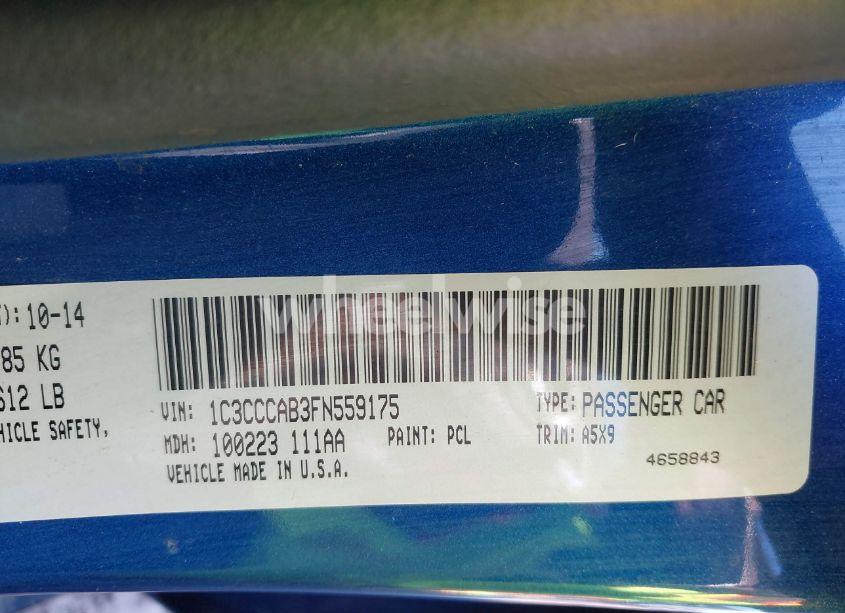 T): 10-14
85 KG
612 LB
HICLE SAFETY,
wheelwise
VIN: 1C3CCCAB3FN559175
TYPE: PASSENGER CAR
MDH: 100223 111AA
PAINT: PCL
TRIM: A5X9
VEHICLE MADE IN U.S.A.
4658843